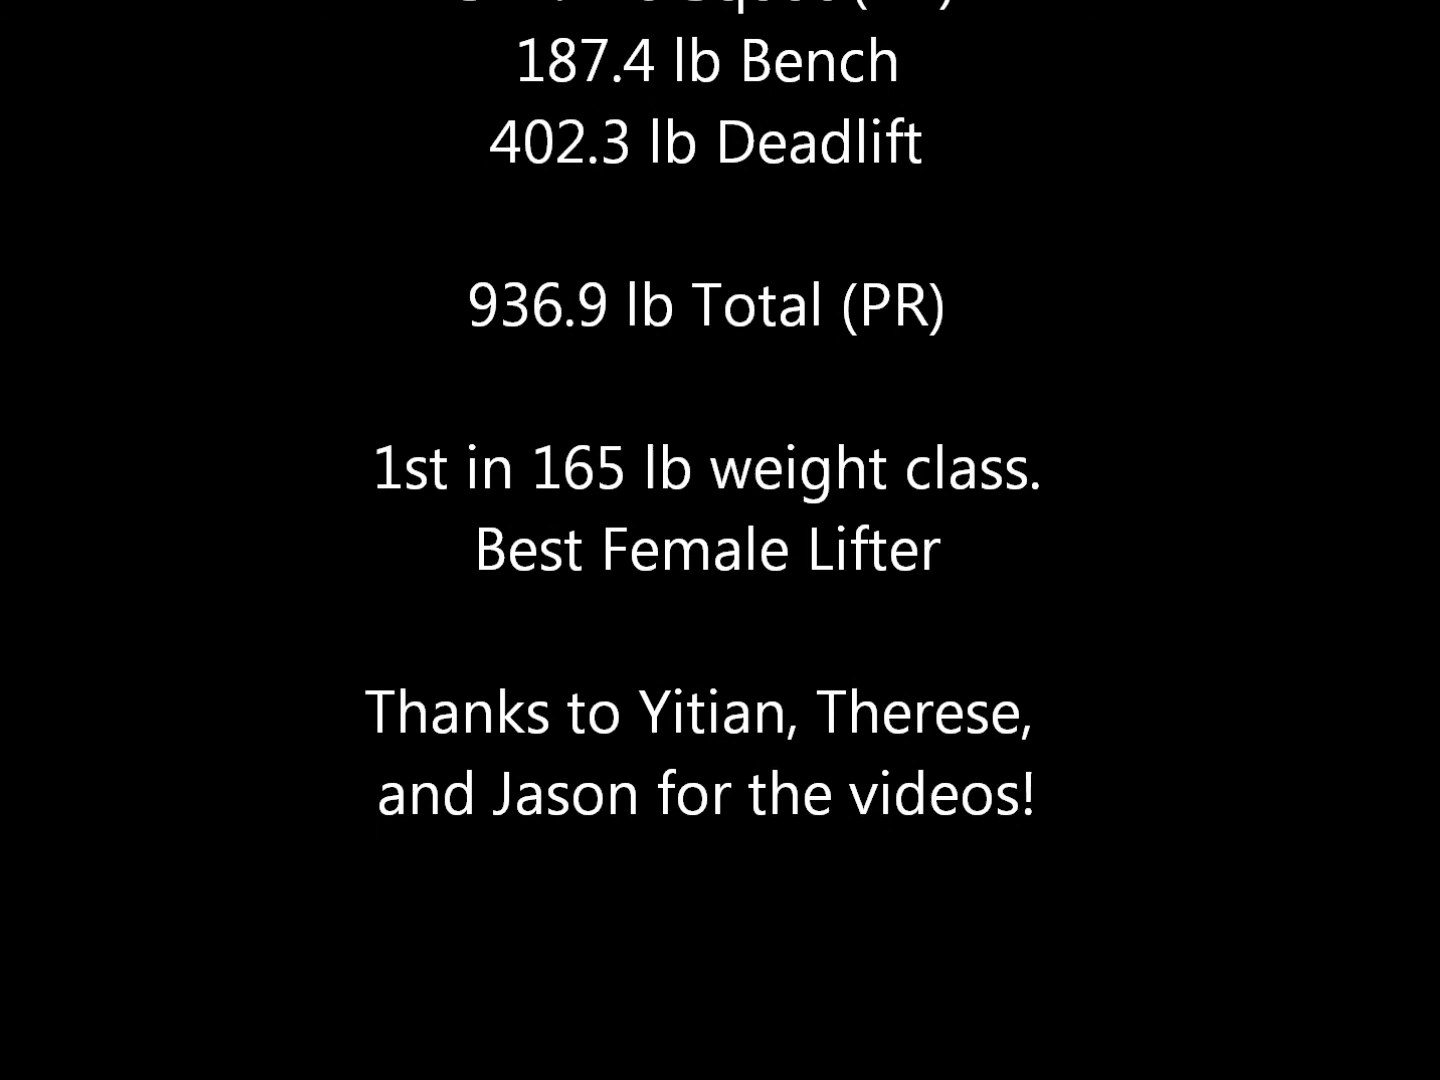 187.4 lb Bench
402.3 lb Deadlift
936.9 lb Total (PR)
1st in 165 lb weight class.
Best Female Lifter
Thanks to Yitian, Therese,
and Jason for the videos!